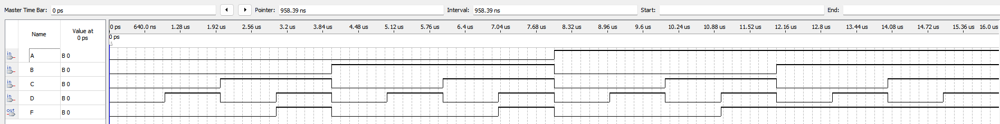 Master Time Bar: 0 ps Pointer: 958.39 ns Interval: 958.39 ns Start: End:
Name Value at 0 ps
0 ps 640.0 ns 1.28 us 1.92 us 2.56 us 3.2 us 3.84 us 4.48 us 5.12 us 5.76 us 6.4 us 7.04 us 7.68 us 8.32 us 8.96 us 9.6 us 10.24 us 10.88 us 11.52 us 12.16 us 12.8 us 13.44 us 14.08 us 14.72 us 15.36 us 16.0 us
0 ps
in A B 0
in B B 0
in C B 0
in D B 0
out F B 0